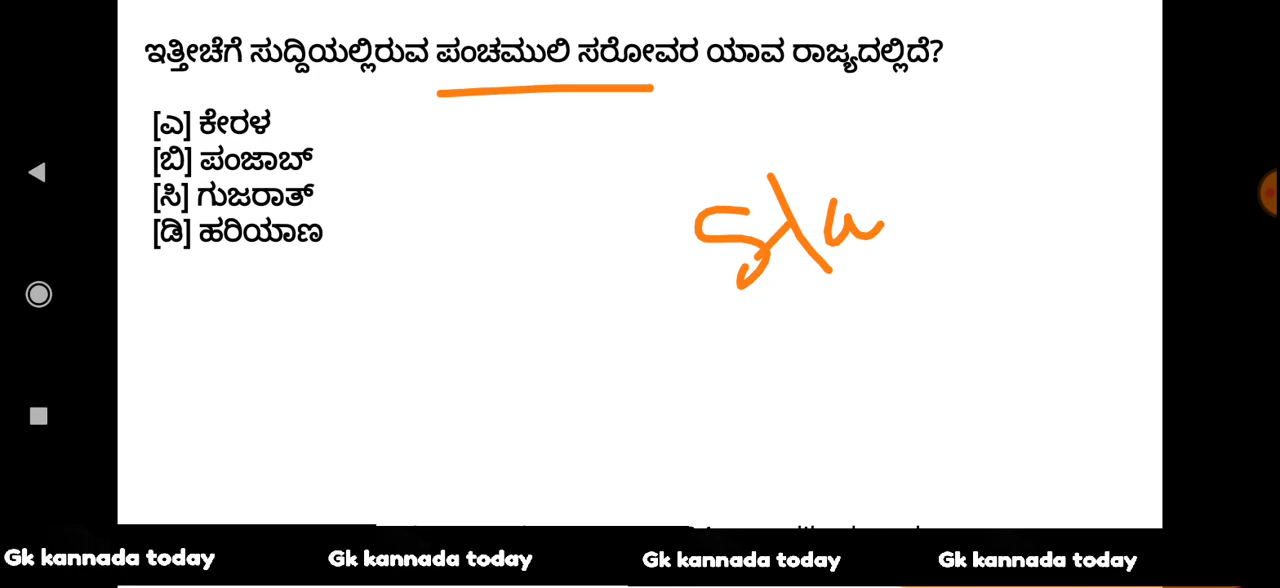 ಇತ್ತೀಚೆಗೆ ಸುದ್ದಿಯಲ್ಲಿರುವ ಪಂಚಮುಲಿ ಸರೋವರ ಯಾವ ರಾಜ್ಯದಲ್ಲಿದೆ?
[ಎ] ಕೇರಳ
[ಬಿ] ಪಂಜಾಬ್
[ಸಿ] ಗುಜರಾತ್
[ಡಿ] ಹರಿಯಾಣ
Gk kannada today Gk kannada today Gk kannada today Gk kannada today